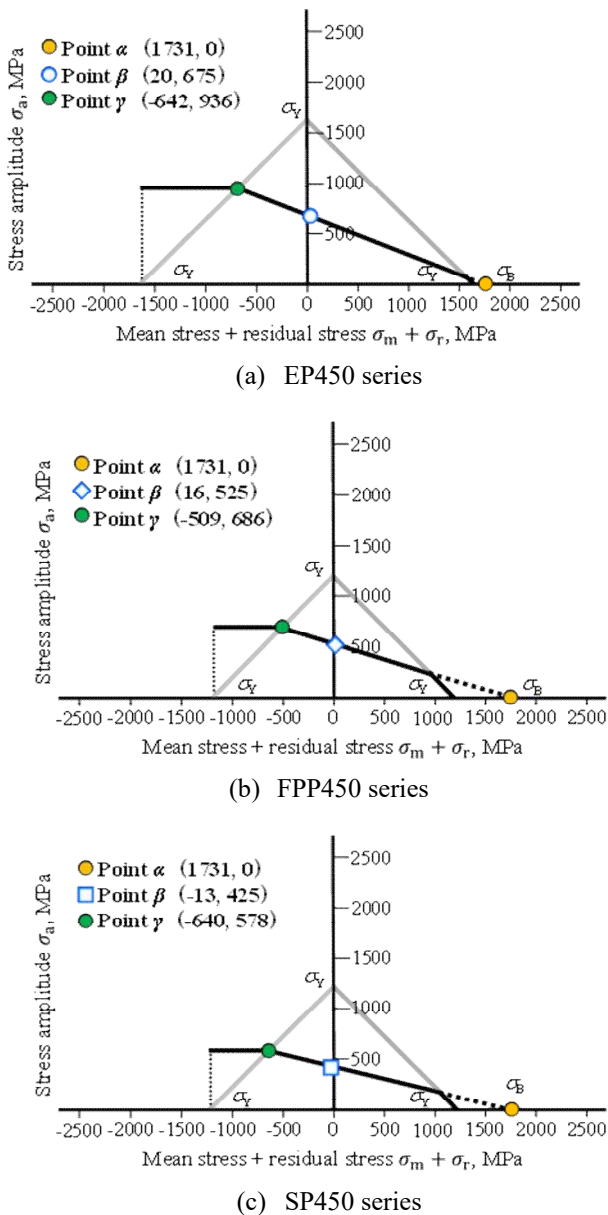 Stress amplitude σa, MPa
Point α (1731, 0)
Point β (20, 675)
Point γ (-642, 936)
2500
2000
1500
1000
500
σY
σY
σY
σB
-2500 -2000 -1500 -1000 -500 0 500 1000 1500 2000 2500
Mean stress + residual stress σm + σr, MPa
(a) EP450 series
Stress amplitude σa, MPa
Point α (1731, 0)
Point β (16, 525)
Point γ (-509, 686)
2500
2000
1500
1000
500
σY
σY
σY
σB
-2500 -2000 -1500 -1000 -500 0 500 1000 1500 2000 2500
Mean stress + residual stress σm + σr, MPa
(b) FPP450 series
Stress amplitude σa, MPa
Point α (1731, 0)
Point β (-13, 425)
Point γ (-640, 578)
2500
2000
1500
1000
500
σY
σY
σY
σB
-2500 -2000 -1500 -1000 -500 0 500 1000 1500 2000 2500
Mean stress + residual stress σm + σr, MPa
(c) SP450 series